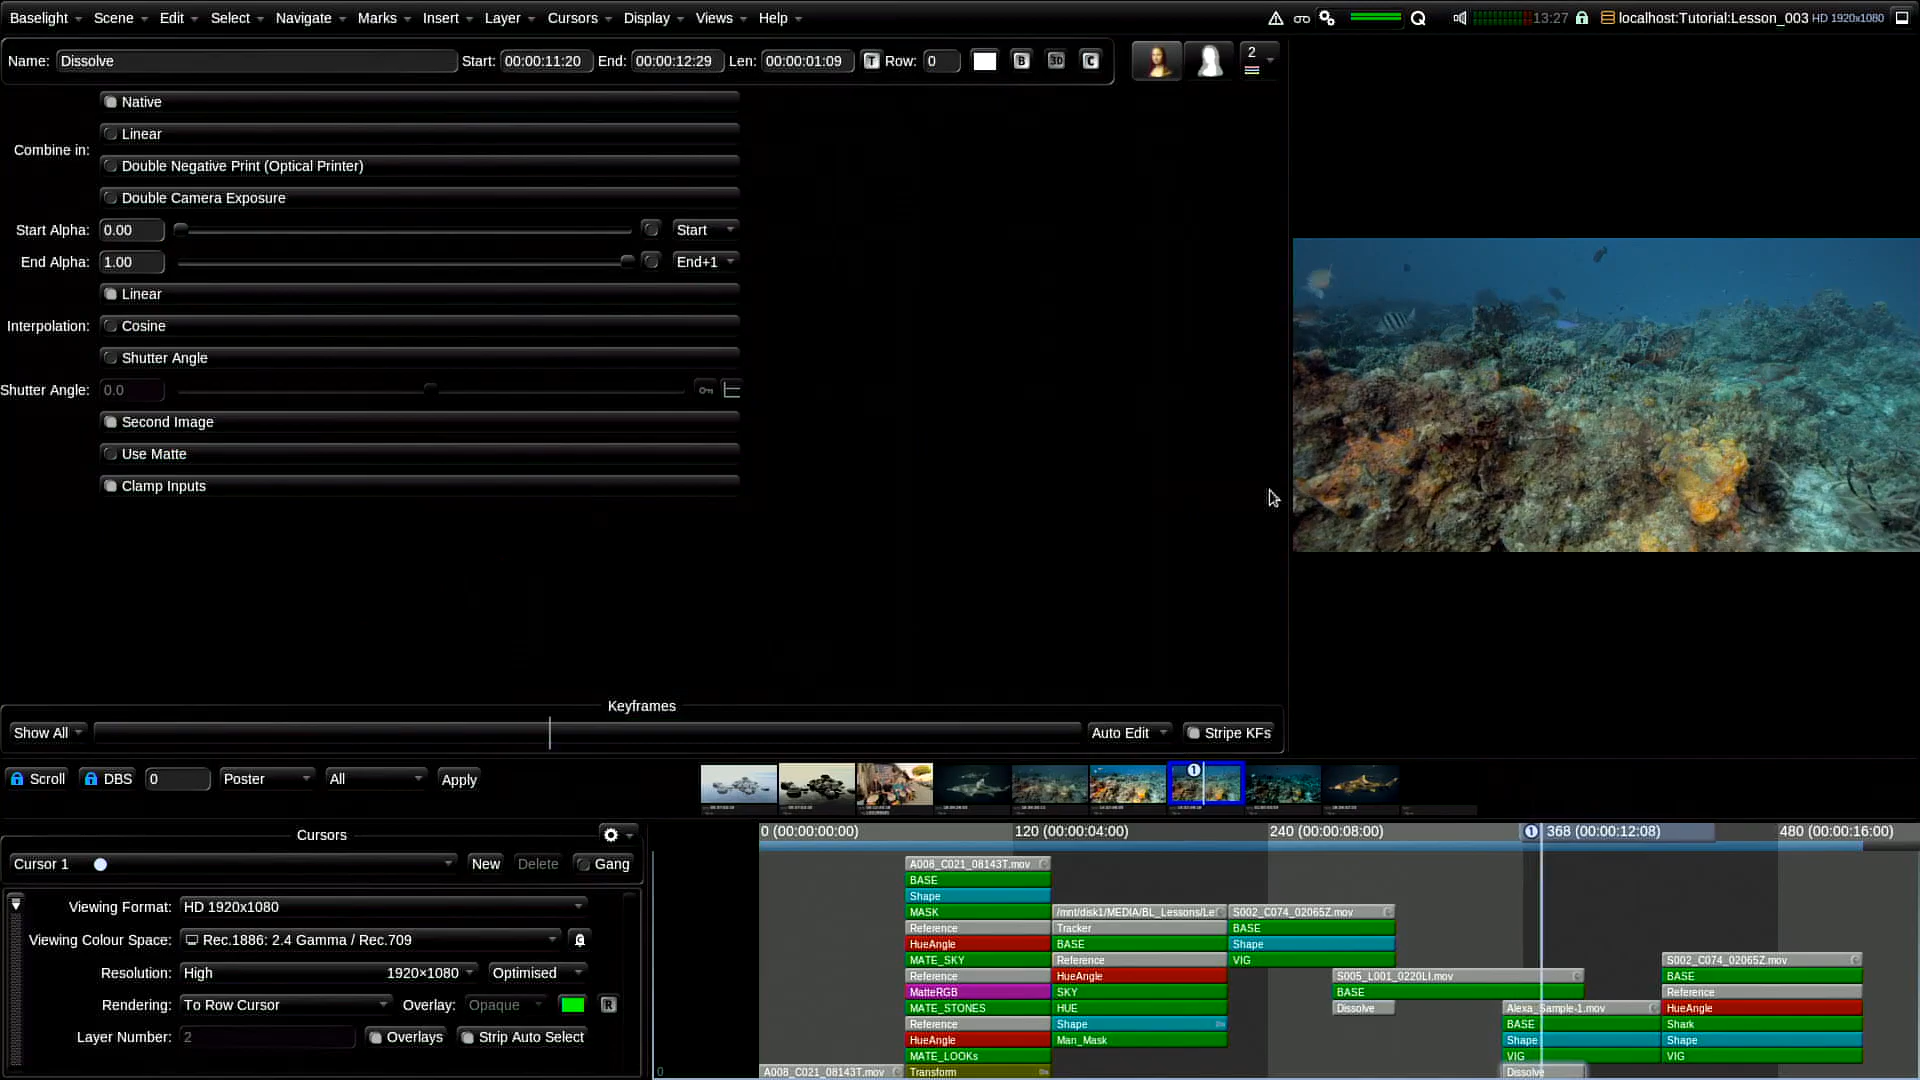 Baselight Scene Edit Select Navigate Marks Insert Layer Cursors Display Views Help 13:27 localhost:Tutorial:Lesson_003 HD 1920x1080
Name: Dissolve Start: 00:00:11:20 End: 00:00:12:29 Len: 00:00:01:09 T Row: 0 B 3D C 2
Native
Linear
Combine in:
Double Negative Print (Optical Printer)
Double Camera Exposure
Start Alpha: 0.00 Start
End Alpha: 1.00 End+1
Linear
Interpolation: Cosine
Shutter Angle
Shutter Angle: 0.0
Second Image
Use Matte
Clamp Inputs
Keyframes
Show All Auto Edit Stripe KFs
Scroll DBS 0 Poster All Apply
1
Cursors
Cursor 1 New Delete Gang
Viewing Format: HD 1920x1080
Viewing Colour Space: Rec.1886: 2.4 Gamma / Rec.709
Resolution: High 1920×1080 Optimised
Rendering: To Row Cursor Overlay: Opaque R
Layer Number: 2 Overlays Strip Auto Select
0 (00:00:00:00) 120 (00:00:04:00) 240 (00:00:08:00) 1 368 (00:00:12:08) 480 (00:00:16:00)
A008_C021_08143T.mov
BASE
Shape
MASK /mnt/disk1/MEDIA/BL_Lessons/Le S002_C074_02065Z.mov
Reference Tracker BASE
HueAngle BASE Shape
MATE_SKY Reference VIG S002_C074_02065Z.mov
Reference HueAngle S005_L001_0220LI.mov BASE
MatteRGB SKY BASE Reference
MATE_STONES HUE Dissolve Alexa_Sample-1.mov HueAngle
Reference Shape BASE Shark
HueAngle Man_Mask Shape Shape
MATE_LOOKs VIG VIG
0 A008_C021_08143T.mov Transform Dissolve